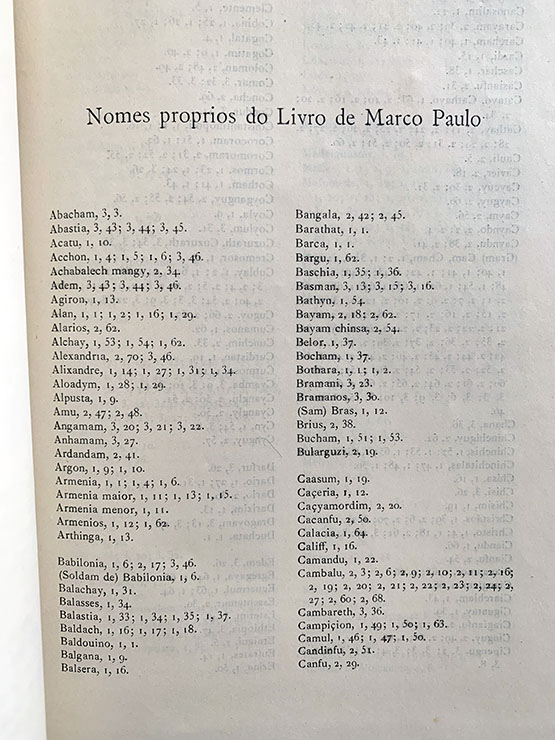 Nomes proprios do Livro de Marco Paulo
Abacham, 3, 3.
Abastia, 3, 43; 3, 44; 3, 45.
Acatu, 1, 10.
Acchon, 1, 4; 1, 5; 1, 6; 3, 46.
Achabalech mangy, 2, 34.
Adem, 3, 43; 3, 44; 3, 46.
Agiron, 1, 13.
Alan, 1, 1; 1, 2; 1, 16; 1, 29.
Alarios, 2, 62.
Alchay, 1, 53; 1, 54; 1, 62.
Alexandria, 2, 70; 3, 46.
Alixandre, 1, 14; 1, 27; 1, 31; 1, 34.
Aloadym, 1, 28; 1, 29.
Alpusta, 1, 9.
Amu, 2, 47; 2, 48.
Angamam, 3, 20; 3, 21; 3, 22.
Anhamam, 3, 27.
Ardandam, 2, 41.
Argon, 1, 9; 1, 10.
Armenia, 1, 1; 1, 4; 1, 6.
Armenia maior, 1, 11; 1, 13; 1, 15.
Armenia menor, 1, 11.
Armenios, 1, 12; 1, 62.
Arthinga, 1, 13.
Babilonia, 1, 6; 2, 17; 3, 46.
(Soldam de) Babilonia, 1, 6.
Balachay, 1, 31.
Balasses, 1, 34.
Balastia, 1, 33; 1, 34; 1, 35; 1, 37.
Baldach, 1, 16; 1, 17; 1, 18.
Baldouino, 1, 1.
Balgana, 1, 9.
Balsera, 1, 16.
Bangala, 2, 42; 2, 45.
Barathat, 1, 1.
Barca, 1, 1.
Bargu, 1, 62.
Baschia, 1, 35; 1, 36.
Basman, 3, 13; 3, 15; 3, 16.
Bathyn, 1, 54.
Bayam, 2, 18; 2, 62.
Bayam chinsa, 2, 54.
Belor, 1, 37.
Bocham, 1, 37.
Bothara, 1, 1; 1, 2.
Bramani, 3, 23.
Bramanos, 3, 30.
(Sam) Bras, 1, 12.
Brius, 2, 38.
Bucham, 1, 51; 1, 53.
Bularguzi, 2, 19.
Caasum, 1, 19.
Caçeria, 1, 12.
Caçyamordim, 2, 20.
Cacanfu, 2, 50.
Calacia, 1, 64.
Califf, 1, 16.
Camandu, 1, 22.
Cambalu, 2, 3; 2, 6; 2, 9; 2, 10; 2, 11; 2, 16;
2, 19; 2, 20; 2, 21; 2, 22; 2, 23; 2, 24; 2,
27; 2, 60; 2, 68.
Cambareth, 3, 36.
Campiçion, 1, 49; 1, 50; 1, 63.
Camul, 1, 46; 1, 47; 1, 50.
Candinfu, 2, 51.
Canfu, 2, 29.